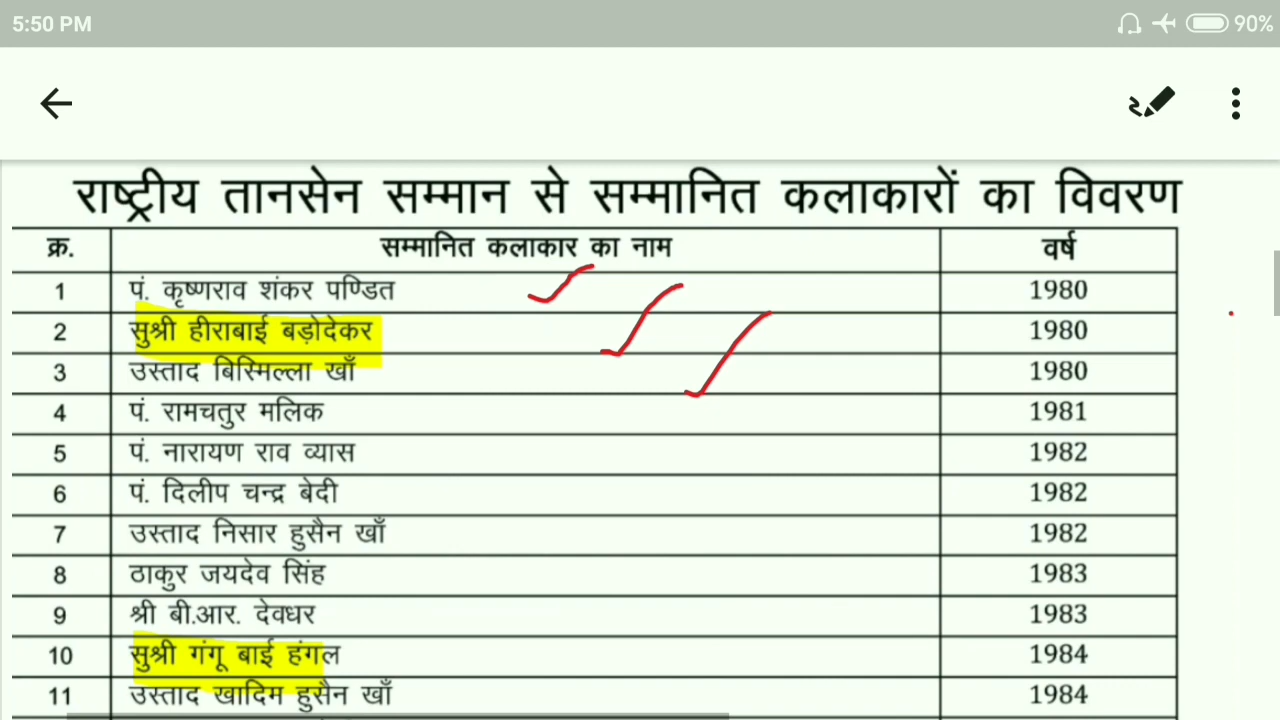 5:50 PM 90%
राष्ट्रीय तानसेन सम्मान से सम्मानित कलाकारों का विवरण
क्र. सम्मानित कलाकार का नाम वर्ष
1 पं. कृष्णराव शंकर पण्डित 1980
2 सुश्री हीराबाई बड़ोदेकर 1980
3 उस्ताद बिस्मिल्ला खाँ 1980
4 पं. रामचतुर मलिक 1981
5 पं. नारायण राव व्यास 1982
6 पं. दिलीप चन्द्र बेदी 1982
7 उस्ताद निसार हुसैन खाँ 1982
8 ठाकुर जयदेव सिंह 1983
9 श्री बी.आर. देवधर 1983
10 सुश्री गंगू बाई हंगल 1984
11 उस्ताद खादिम हुसैन खाँ 1984